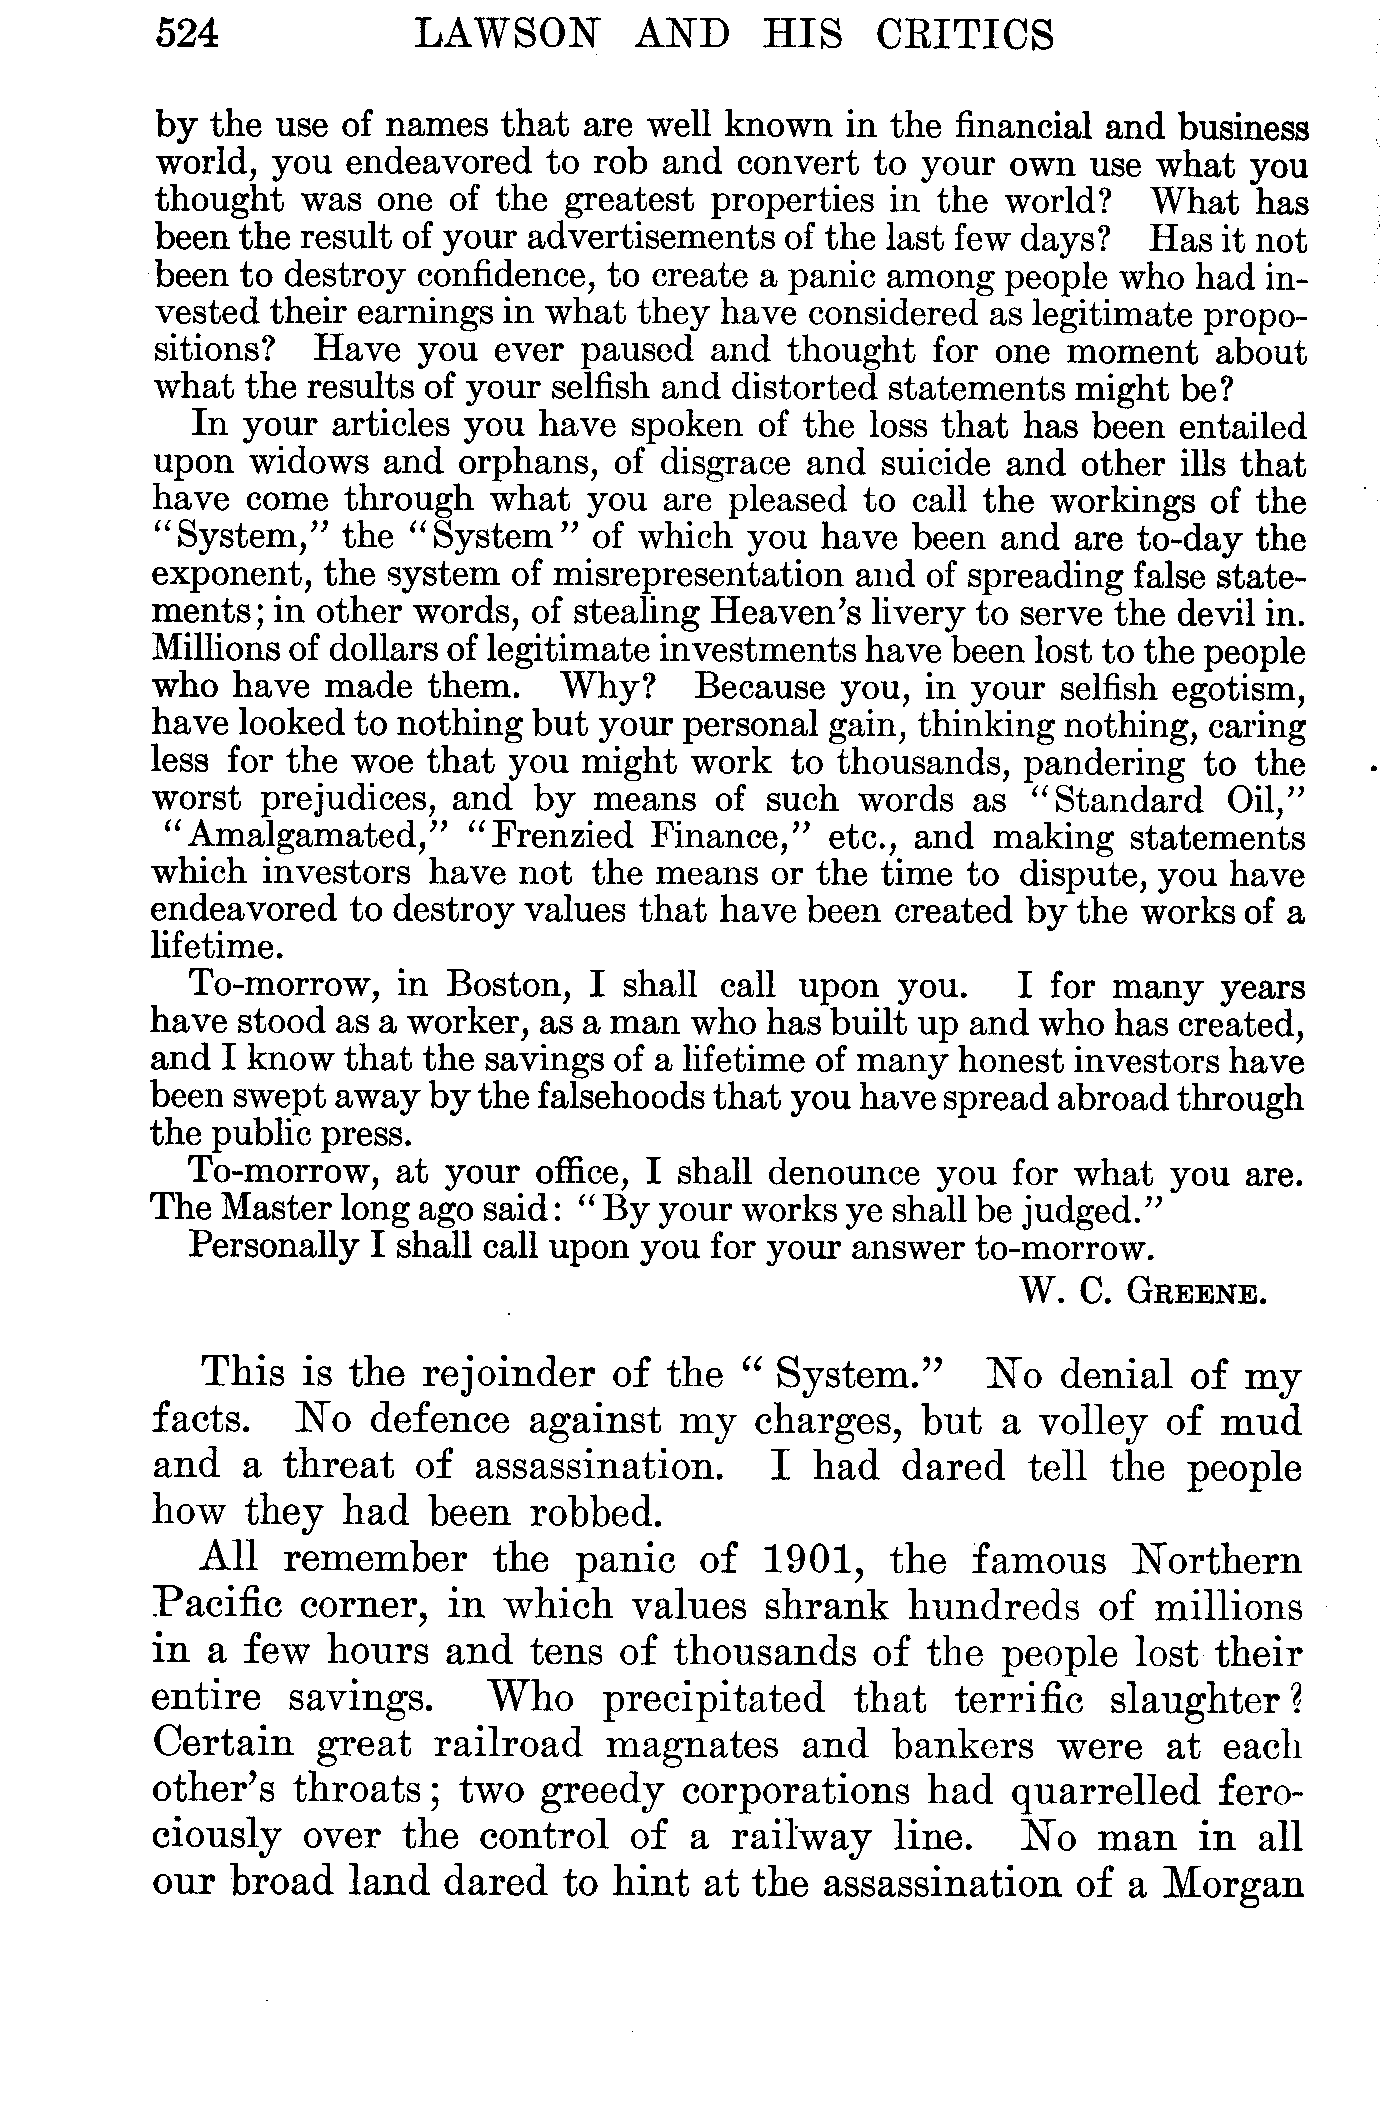 524 LAWSON AND HIS CRITICS
by the use of names that are well known in the financial and business
world, you endeavored to rob and convert to your own use what you
thought was one of the greatest properties in the world? What has
been the result of your advertisements of the last few days? Has it not
been to destroy confidence, to create a panic among people who had in-
vested their earnings in what they have considered as legitimate propo-
sitions? Have you ever paused and thought for one moment about
what the results of your selfish and distorted statements might be?
In your articles you have spoken of the loss that has been entailed
upon widows and orphans, of disgrace and suicide and other ills that
have come through what you are pleased to call the workings of the
“System,” the “System” of which you have been and are to-day the
exponent, the system of misrepresentation and of spreading false state-
ments; in other words, of stealing Heaven’s livery to serve the devil in.
Millions of dollars of legitimate investments have been lost to the people
who have made them. Why? Because you, in your selfish egotism,
have looked to nothing but your personal gain, thinking nothing, caring
less for the woe that you might work to thousands, pandering to the
worst prejudices, and by means of such words as “Standard Oil,”
“Amalgamated,” “Frenzied Finance,” etc., and making statements
which investors have not the means or the time to dispute, you have
endeavored to destroy values that have been created by the works of a
lifetime.
To-morrow, in Boston, I shall call upon you. I for many years
have stood as a worker, as a man who has built up and who has created,
and I know that the savings of a lifetime of many honest investors have
been swept away by the falsehoods that you have spread abroad through
the public press.
To-morrow, at your office, I shall denounce you for what you are.
The Master long ago said: “By your works ye shall be judged.”
Personally I shall call upon you for your answer to-morrow.
W. C. GREENE.
This is the rejoinder of the “ System.” No denial of my
facts. No defence against my charges, but a volley of mud
and a threat of assassination. I had dared tell the people
how they had been robbed.
All remember the panic of 1901, the famous Northern
Pacific corner, in which values shrank hundreds of millions
in a few hours and tens of thousands of the people lost their
entire savings. Who precipitated that terrific slaughter?
Certain great railroad magnates and bankers were at each
other’s throats; two greedy corporations had quarrelled fero-
ciously over the control of a railway line. No man in all
our broad land dared to hint at the assassination of a Morgan